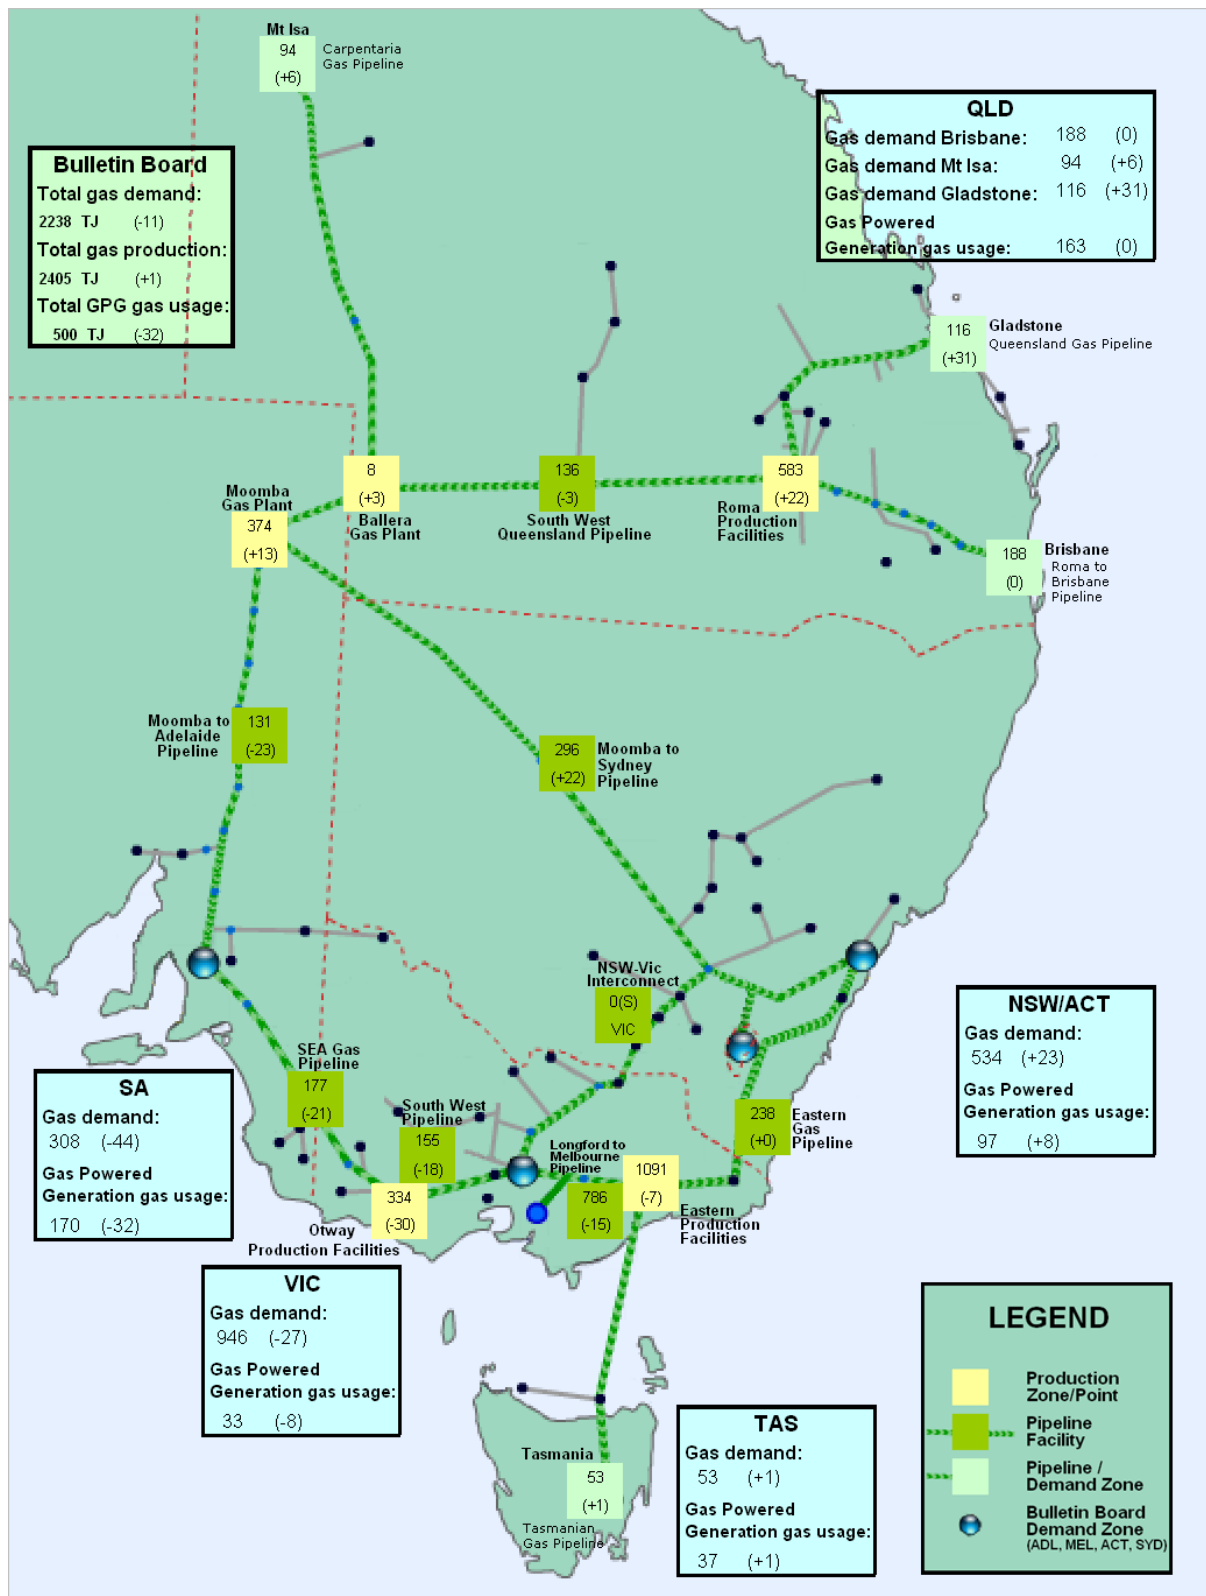 Mt Isa
94
(+6)
Carpentaria
Gas Pipeline
QLD
Gas demand Brisbane: 188 (0)
Gas demand Mt Isa: 94 (+6)
Gas demand Gladstone: 116 (+31)
Gas Powered
Generation gas usage: 163 (0)
Bulletin Board
Total gas demand:
2238 TJ (-11)
Total gas production:
2405 TJ (+1)
Total GPG gas usage:
500 TJ (-32)
116
(+31)
Gladstone
Queensland Gas Pipeline
Moomba
Gas Plant
374
(+13)
8
(+3)
Ballera
Gas Plant
136
(-3)
South West
Queensland Pipeline
583
(+22)
Roma
Production
Facilities
188
(0)
Brisbane
Roma to
Brisbane
Pipeline
Moomba to
Adelaide
Pipeline
131
(-23)
296
(+22)
Moomba to
Sydney
Pipeline
NSW-Vic
Interconnect
0(S)
VIC
NSW/ACT
Gas demand:
534 (+23)
Gas Powered
Generation gas usage:
97 (+8)
SEA Gas
Pipeline
177
(-21)
SA
Gas demand:
308 (-44)
Gas Powered
Generation gas usage:
170 (-32)
South West
Pipeline
155
(-18)
238
(+0)
Eastern
Gas
Pipeline
Longford to
Melbourne
Pipeline
786
(-15)
1091
(-7)
Eastern
Production
Facilities
334
(-30)
Otway
Production Facilities
VIC
Gas demand:
946 (-27)
Gas Powered
Generation gas usage:
33 (-8)
Tasmania
53
(+1)
Tasmanian
Gas Pipeline
TAS
Gas demand:
53 (+1)
Gas Powered
Generation gas usage:
37 (+1)
LEGEND
Production
Zone/Point
Pipeline
Facility
Pipeline /
Demand Zone
Bulletin Board
Demand Zone
(ADL, MEL, ACT, SYD)